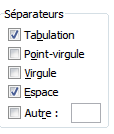 Séparateurs
Tabulation
Point-virgule
Virgule
Espace
Autre :